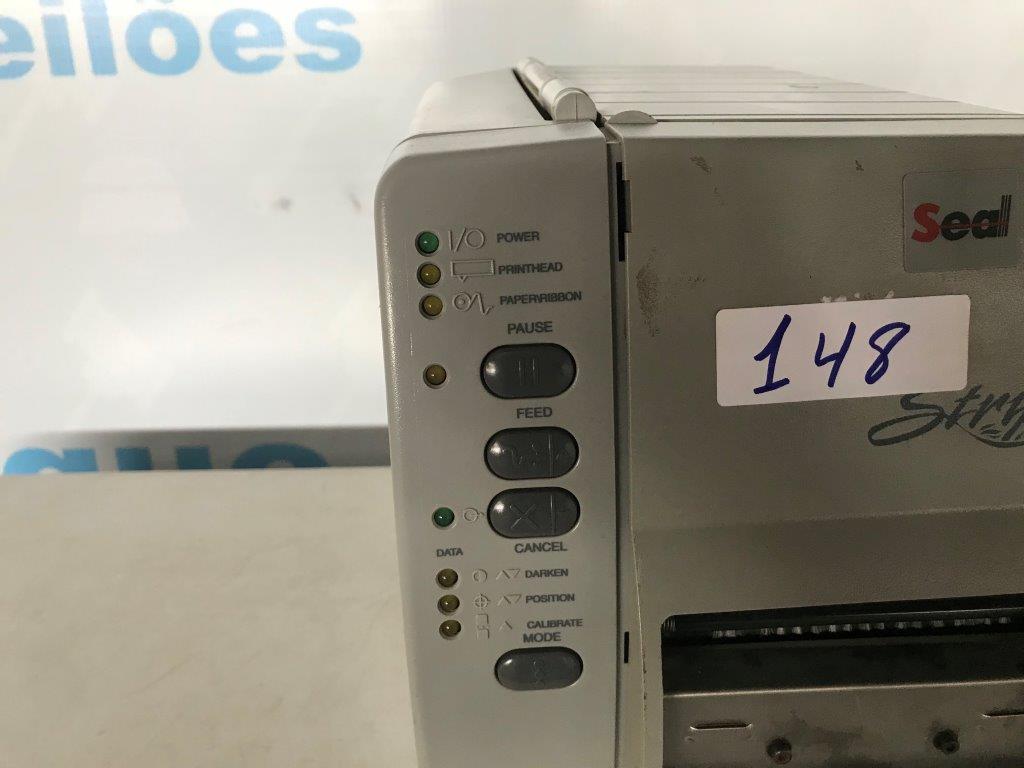 eilões
I/O POWER
PRINTHEAD
PAPER\RIBBON
PAUSE
FEED
CANCEL
DATA
DARKEN
POSITION
CALIBRATE
MODE
Seal
148